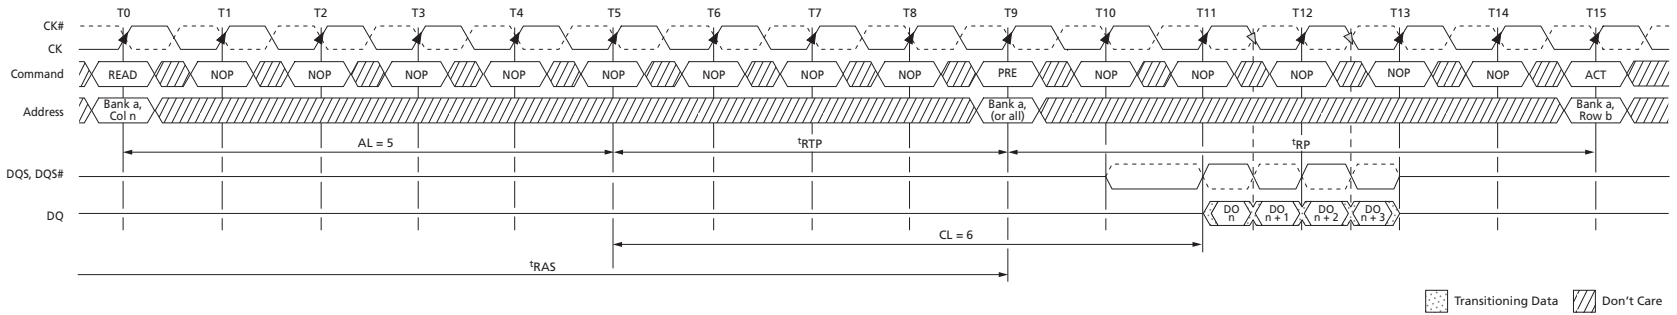 T0 T1 T2 T3 T4 T5 T6 T7 T8 T9 T10 T11 T12 T13 T14 T15
CK#
CK
Command READ NOP NOP NOP NOP NOP NOP NOP NOP PRE NOP NOP NOP NOP NOP ACT
Address Bank a, Col n Bank a, (or all) Bank a, Row b
AL = 5 tRTP tRP
DQS, DQS#
DQ DO n DO n + 1 DO n + 2 DO n + 3
CL = 6
tRAS
Transitioning Data Don't Care